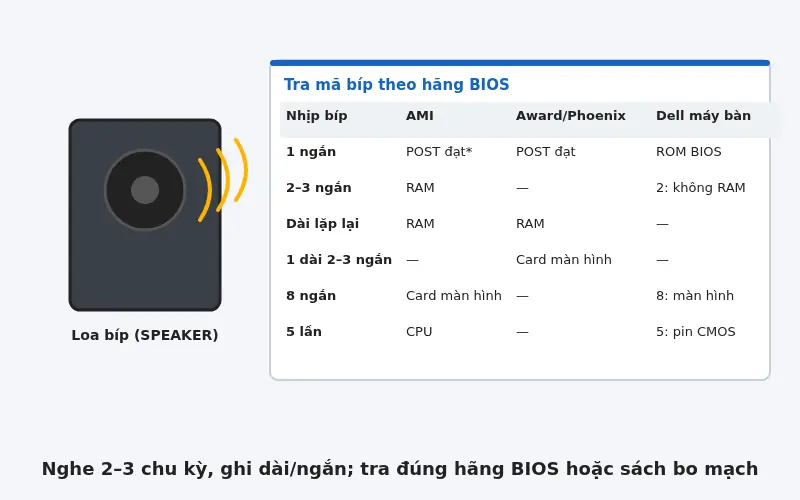 Tra mã bíp theo hãng BIOS
Nhịp bíp AMI Award/Phoenix Dell máy bàn
1 ngắn POST đạt* POST đạt ROM BIOS
2–3 ngắn RAM — 2: không RAM
Dài lặp lại RAM RAM —
1 dài 2–3 ngắn — Card màn hình —
8 ngắn Card màn hình — 8: màn hình
5 lần CPU — 5: pin CMOS
Loa bíp (SPEAKER)
Nghe 2–3 chu kỳ, ghi dài/ngắn; tra đúng hãng BIOS hoặc sách bo mạch